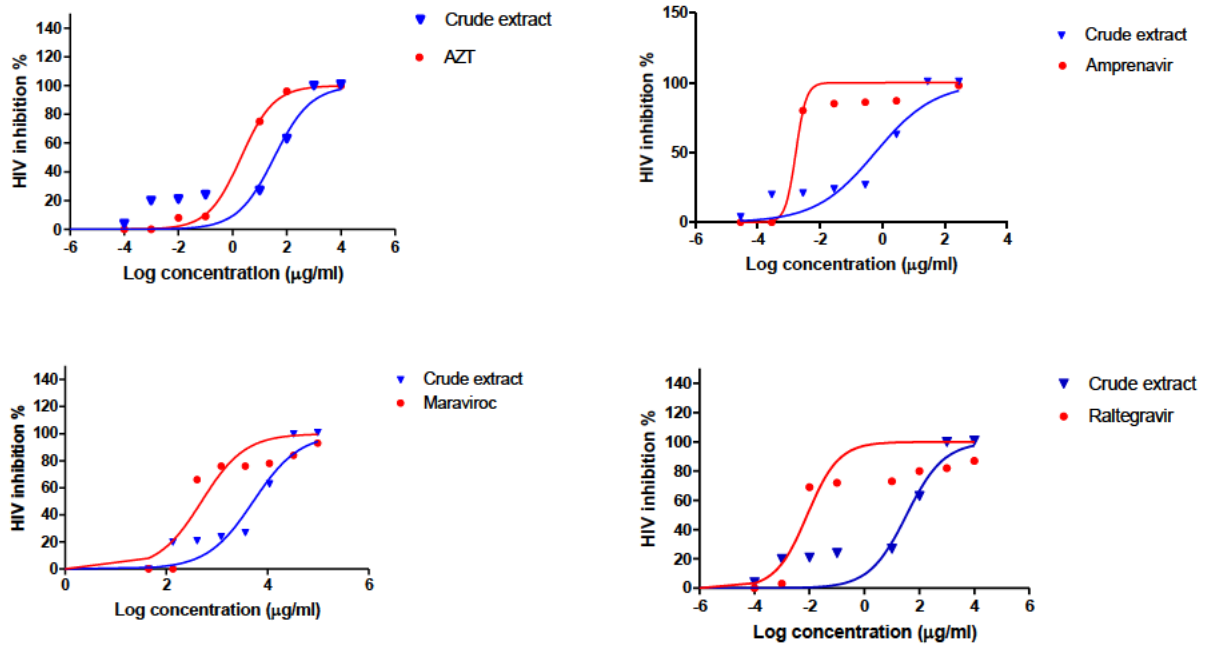 Crude extract
AZT
HIV inhibition %
140
120
100
80
60
40
20
0
-6 -4 -2 0 2 4 6
Log concentration (µg/ml)
Crude extract
Amprenavir
HIV inhibition %
150
100
50
0
-6 -4 -2 0 2 4
Log concentration (µg/ml)
Crude extract
Maraviroc
HIV inhibition %
140
120
100
80
60
40
20
0
0 2 4 6
Log concentration (µg/ml)
Crude extract
Raltegravir
HIV inhibition %
140
120
100
80
60
40
20
0
-6 -4 -2 0 2 4 6
Log concentration (µg/ml)